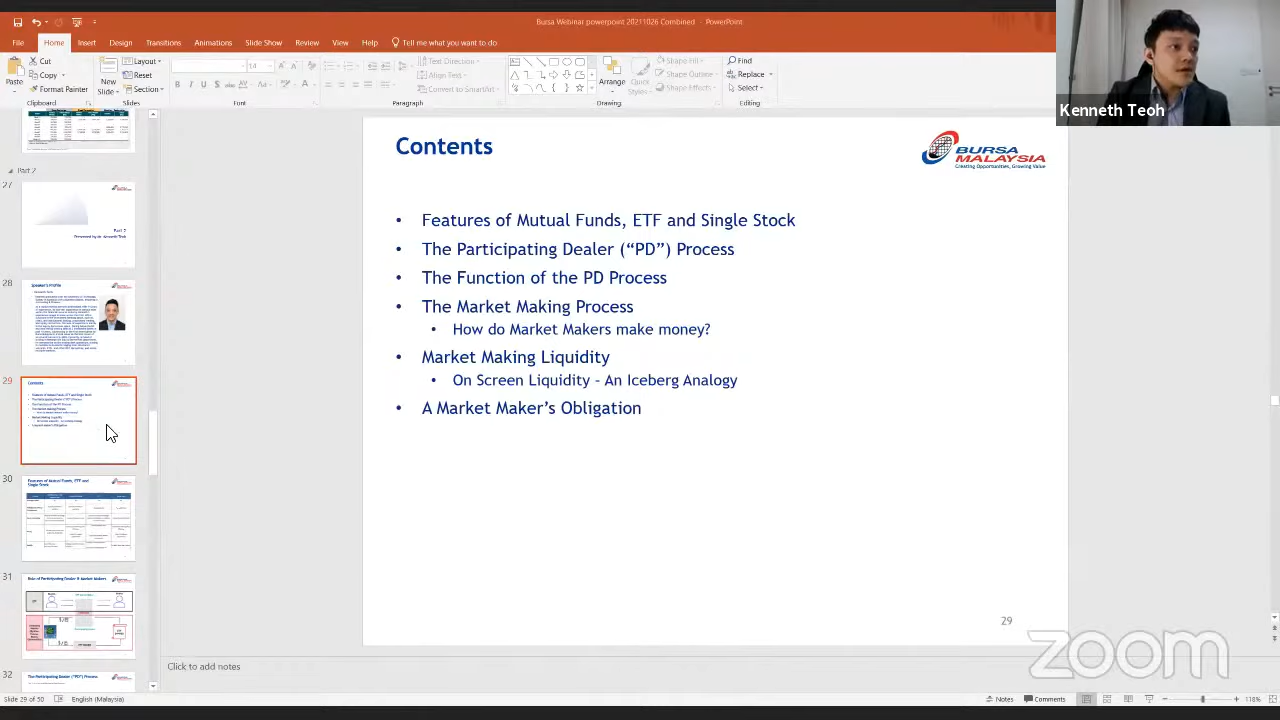 Bursa Webinar powerpoint 20211026 Combined - PowerPoint
File Home Insert Design Transitions Animations Slide Show Review View Help Tell me what you want to do
Paste
Cut
Copy
Format Painter
Clipboard
New
Slide
Layout
Reset
Section
Slides
14
Font
Text Direction
Align Text
Convert to SmartArt
Paragraph
Arrange
Quick
Styles
Shape Fill
Shape Outline
Shape Effects
Drawing
Find
Replace
Select
Editing
Kenneth Teoh
Part 2
27
Part 2
28
Speaker's Profile
29
Contents
30
Features of Mutual Funds, ETF and
Single Stock
31
Role of Participating Dealer & Market Makers
32
The Participating Dealer ("PD") Process
Contents
BURSA
MALAYSIA
Creating Opportunities, Growing Value
• Features of Mutual Funds, ETF and Single Stock
• The Participating Dealer (“PD”) Process
• The Function of the PD Process
• The Market Making Process
• How do Market Makers make money?
• Market Making Liquidity
• On Screen Liquidity – An Iceberg Analogy
• A Market Maker’s Obligation
29
zoom
Click to add notes
Slide 29 of 50 English (Malaysia) Notes Comments 118%